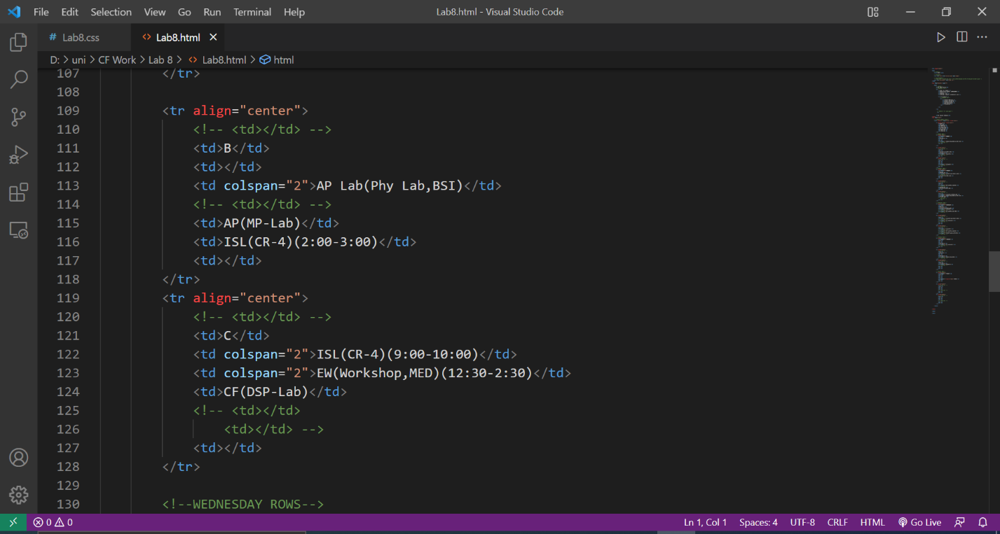 File Edit Selection View Go Run Terminal Help Lab8.html - Visual Studio Code
# Lab8.css <> Lab8.html
D: > uni > CF Work > Lab 8 > <> Lab8.html > html
107 </tr>
108
109 <tr align="center">
110 <!-- <td></td> -->
111 <td>B</td>
112 <td></td>
113 <td colspan="2">AP Lab(Phy Lab,BSI)</td>
114 <!-- <td></td> -->
115 <td>AP(MP-Lab)</td>
116 <td>ISL(CR-4)(2:00-3:00)</td>
117 <td></td>
118 </tr>
119 <tr align="center">
120 <!-- <td></td> -->
121 <td>C</td>
122 <td colspan="2">ISL(CR-4)(9:00-10:00)</td>
123 <td colspan="2">EW(Workshop,MED)(12:30-2:30)</td>
124 <td>CF(DSP-Lab)</td>
125 <!-- <td></td>
126 <td></td> -->
127 <td></td>
128 </tr>
129
130 <!--WEDNESDAY ROWS-->
0 0 Ln 1, Col 1 Spaces: 4 UTF-8 CRLF HTML Go Live